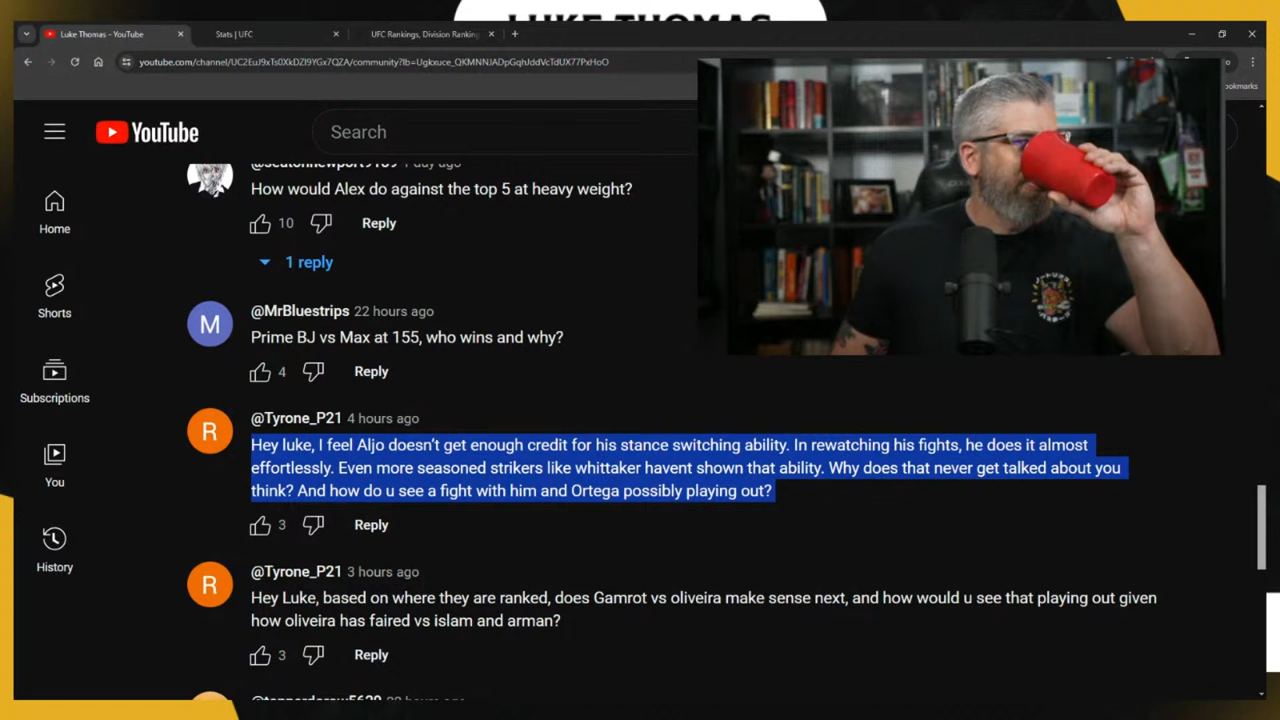 LUKE THOMAS
Luke Thomas - YouTube
Stats | UFC
UFC Rankings, Division Ranking
youtube.com/channel/UC2EuJ9xTs0XkDZI9YGx7QZA/community?lb=Ugkxuce_QKMNNJADpGqhJddVcTdUX77PxHoO
ookmarks
YouTube
Search
1 day ago
How would Alex do against the top 5 at heavy weight?
10
Reply
1 reply
Home
Shorts
Subscriptions
You
History
M
@MrBluestrips 22 hours ago
Prime BJ vs Max at 155, who wins and why?
4
Reply
R
@Tyrone_P21 4 hours ago
Hey luke, I feel Aljo doesn't get enough credit for his stance switching ability. In rewatching his fights, he does it almost
effortlessly. Even more seasoned strikers like whittaker havent shown that ability. Why does that never get talked about you
think? And how do u see a fight with him and Ortega possibly playing out?
3
Reply
R
@Tyrone_P21 3 hours ago
Hey Luke, based on where they are ranked, does Gamrot vs oliveira make sense next, and how would u see that playing out given
how oliveira has faired vs islam and arman?
3
Reply